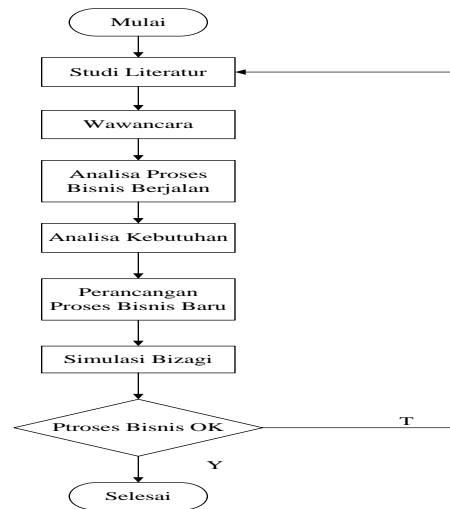 Mulai
Studi Literatur
Wawancara
Analisa Proses
Bisnis Berjalan
Analisa Kebutuhan
Perancangan
Proses Bisnis Baru
Simulasi Bizagi
Ptroses Bisnis OK
T
Y
Selesai